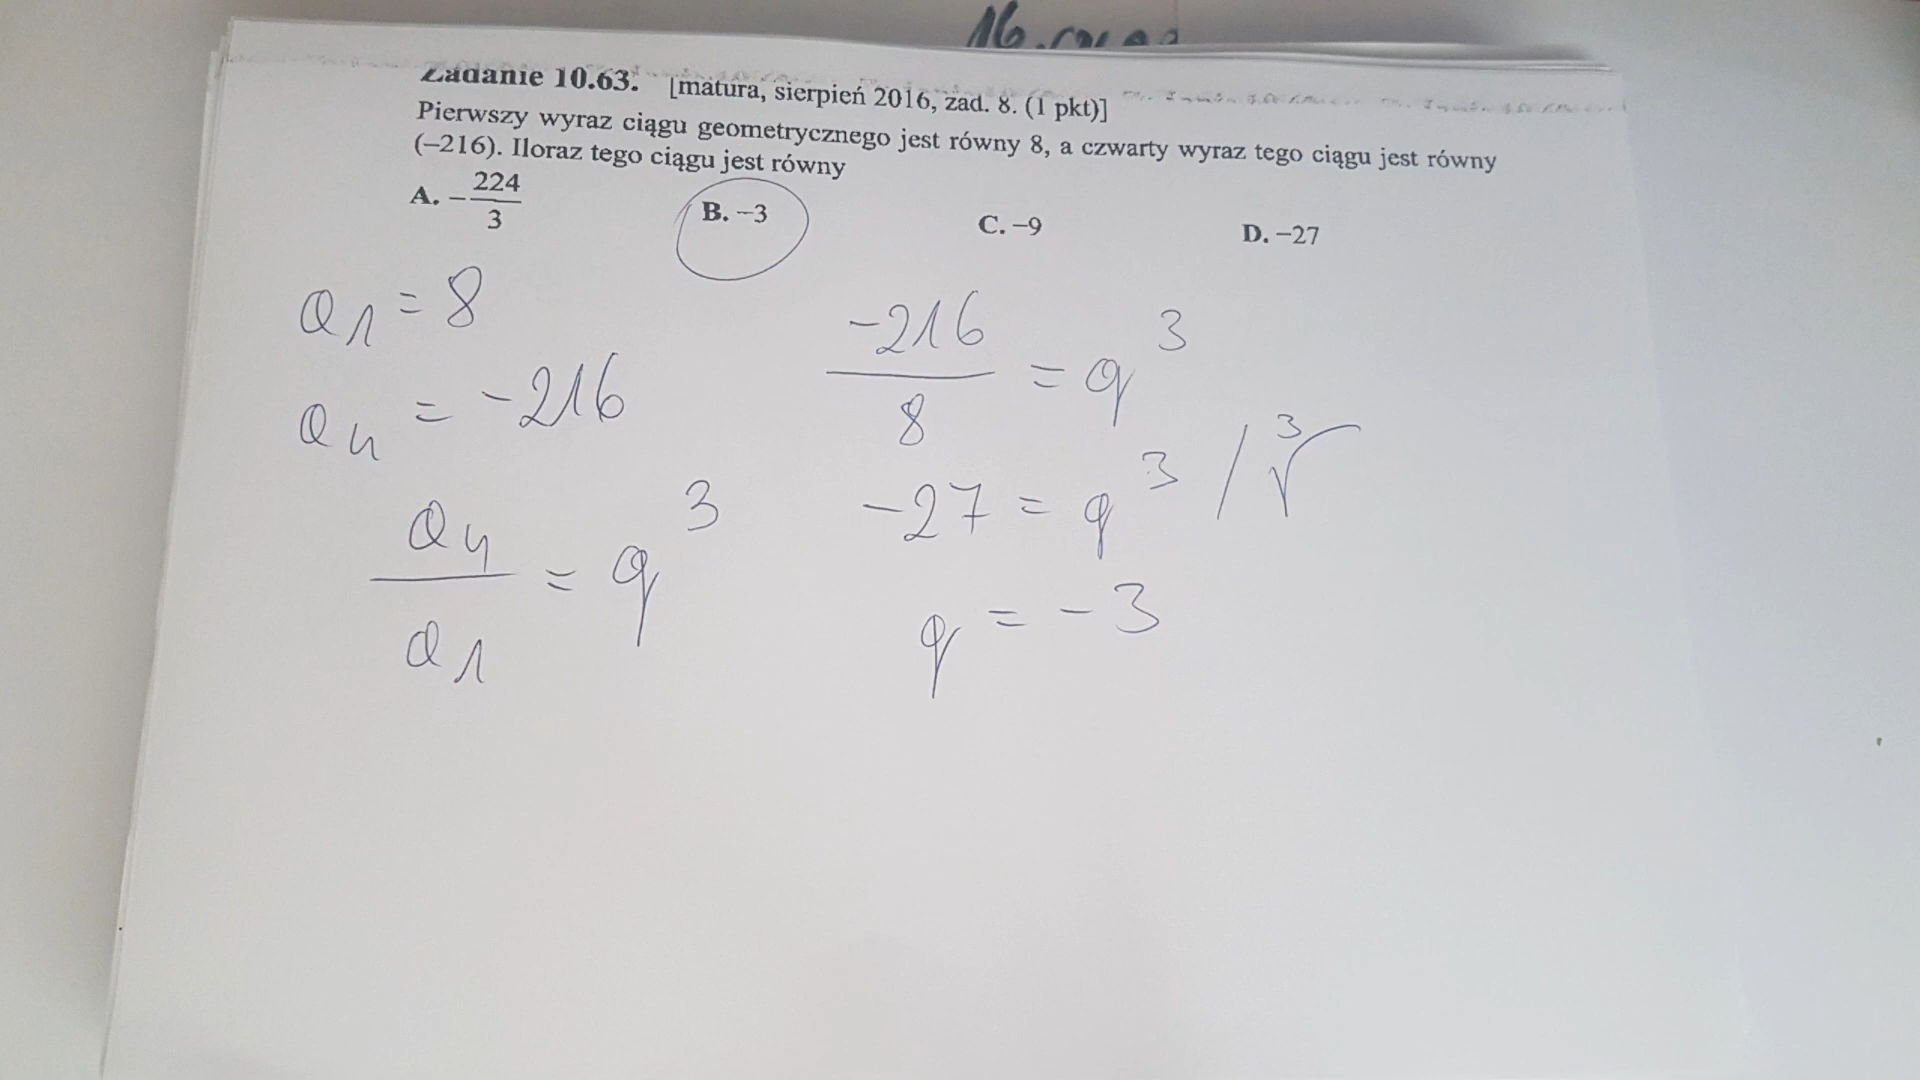 Zadanie 10.63. [matura, sierpień 2016, zad. 8. (1 pkt)]
Pierwszy wyraz ciągu geometrycznego jest równy 8, a czwarty wyraz tego ciągu jest równy
(–216). Iloraz tego ciągu jest równy
A. –224/3 B. –3 C. –9 D. –27
a1 = 8
a4 = -216
a4/a1 = q^3
-216/8 = q^3
-27 = q^3 /∛
q = -3